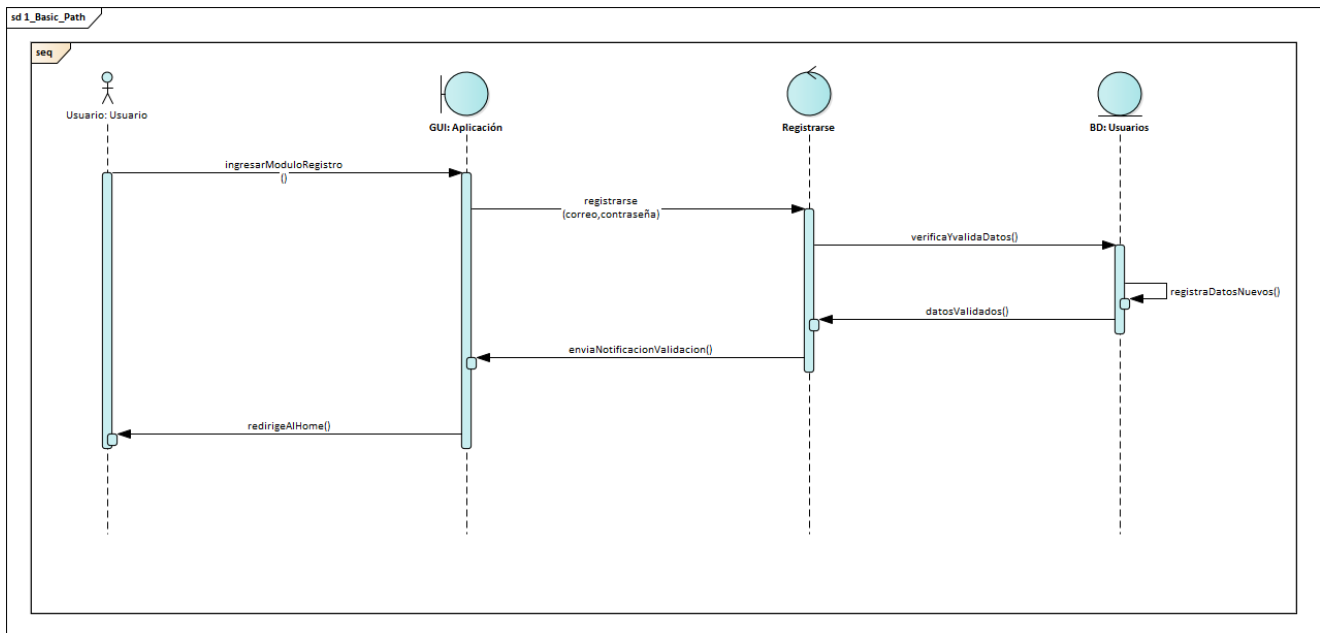 sd 1_Basic_Path
seq
Usuario: Usuario
GUI: Aplicación
Registrarse
BD: Usuarios
ingresarModuloRegistro
()
registrarse
(correo,contraseña)
verificaYvalidaDatos()
registraDatosNuevos()
datosValidados()
enviaNotificacionValidacion()
redirigeAlHome()